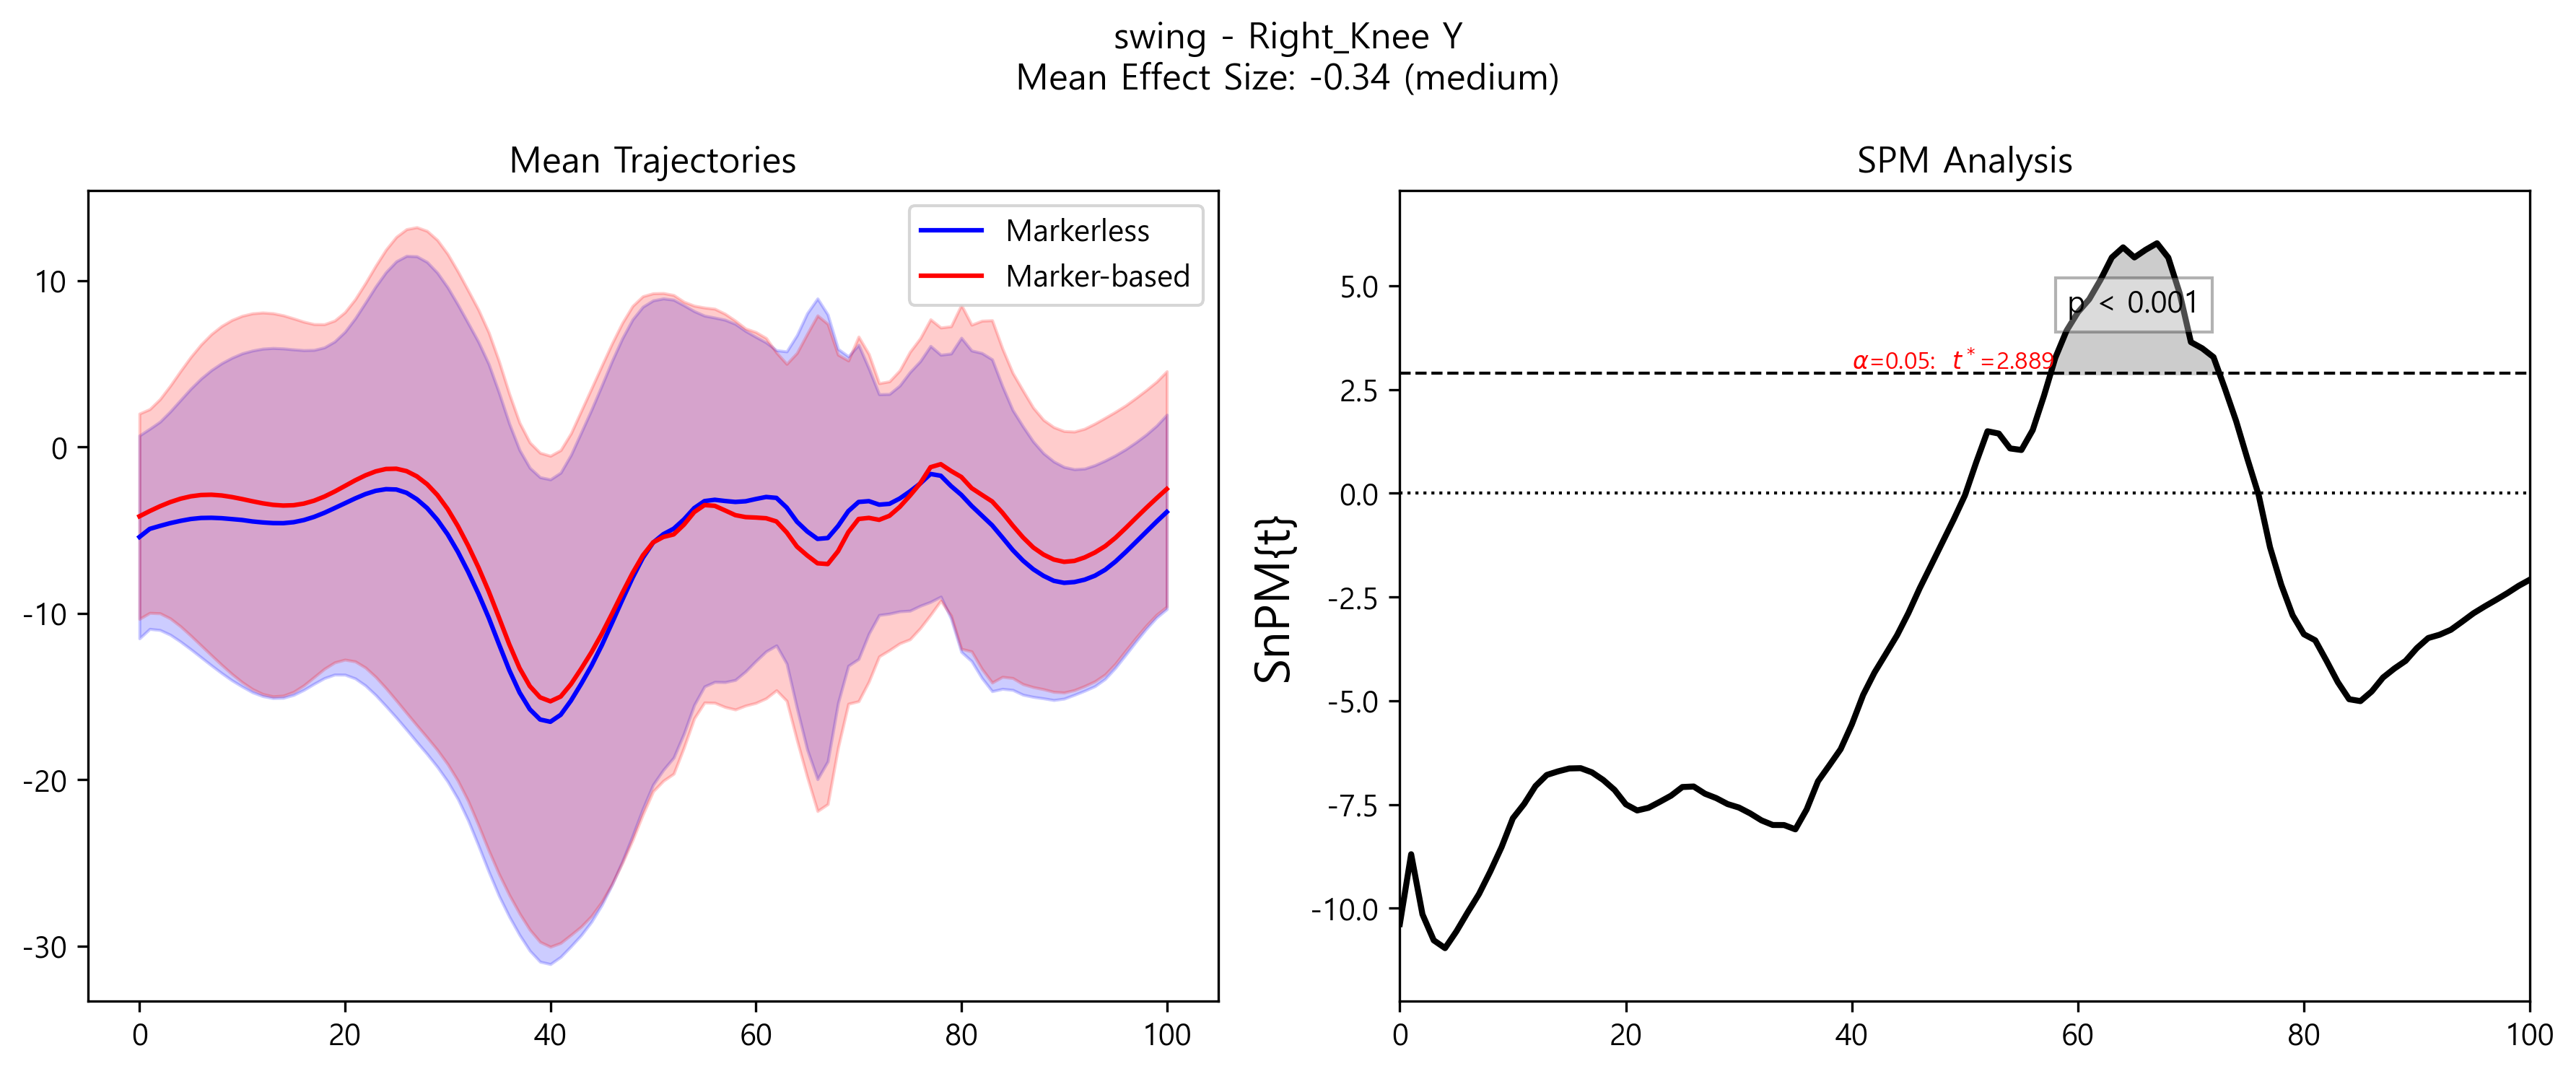 swing - Right_Knee Y
Mean Effect Size: -0.34 (medium)
Mean Trajectories
Markerless
Marker-based
10
0
-10
-20
-30
0 20 40 60 80 100
SPM Analysis
SnPM{t}
5.0
2.5
0.0
-2.5
-5.0
-7.5
-10.0
p < 0.001
α=0.05: t*=2.889
0 20 40 60 80 100